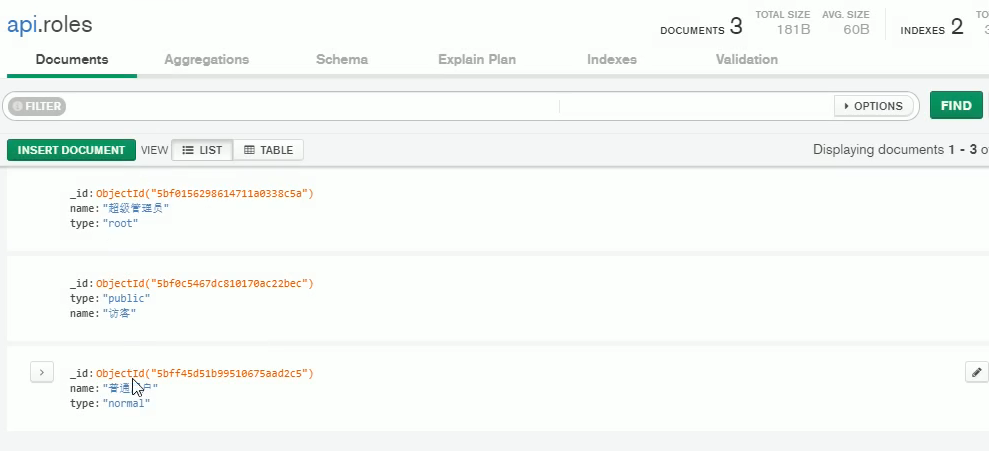 api.roles
DOCUMENTS 3 TOTAL SIZE 181B AVG. SIZE 60B INDEXES 2
Documents Aggregations Schema Explain Plan Indexes Validation
FILTER OPTIONS FIND
INSERT DOCUMENT VIEW LIST TABLE Displaying documents 1 - 3
_id: ObjectId("5bf0156298614711a0338c5a")
name: "超级管理员"
type: "root"
_id: ObjectId("5bf0c5467dc810170ac22bec")
type: "public"
name: "访客"
_id: ObjectId("5bff45d51b99510675aad2c5")
name: "普通户"
type: "normal"